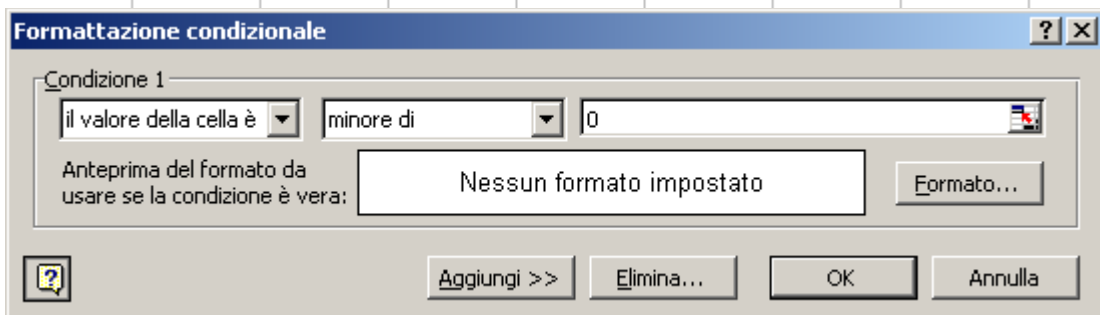 Formattazione condizionale
Condizione 1
il valore della cella è minore di 0
Anteprima del formato da
usare se la condizione è vera:
Nessun formato impostato
Formato...
Aggiungi >> Elimina... OK Annulla